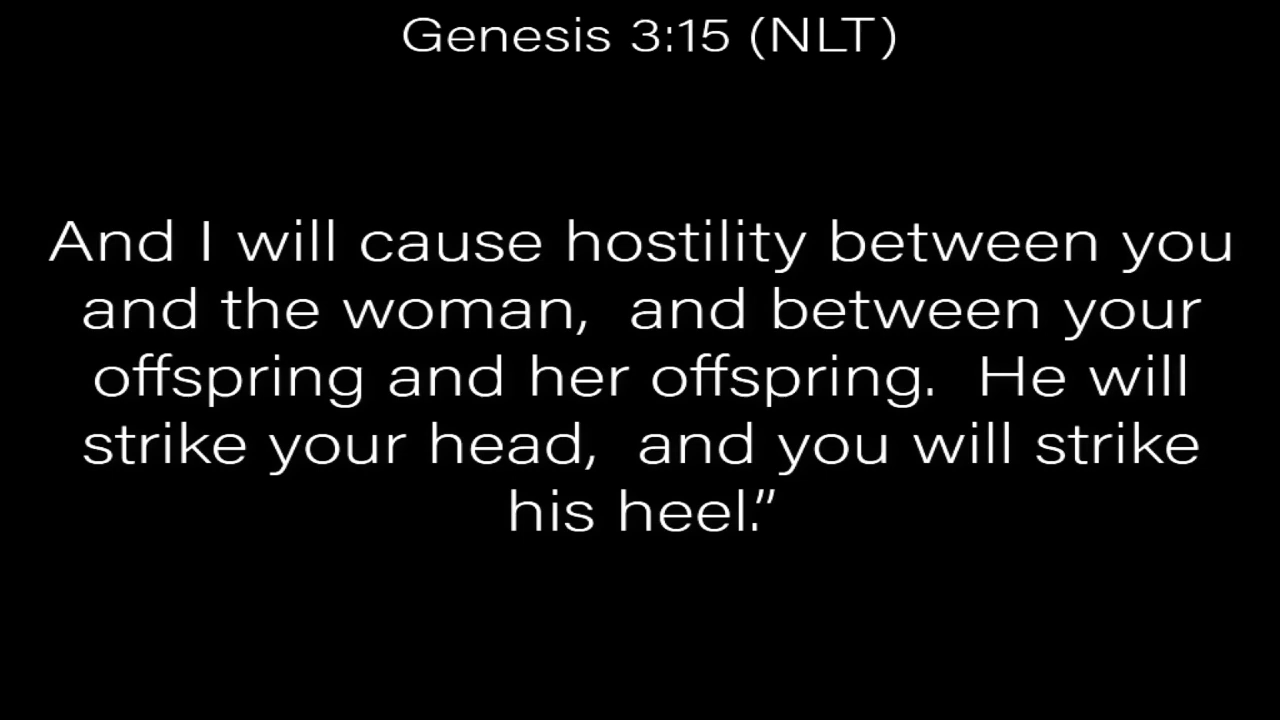 Genesis 3:15 (NLT)
And I will cause hostility between you
and the woman,  and between your
offspring and her offspring.  He will
strike your head,  and you will strike
his heel.”